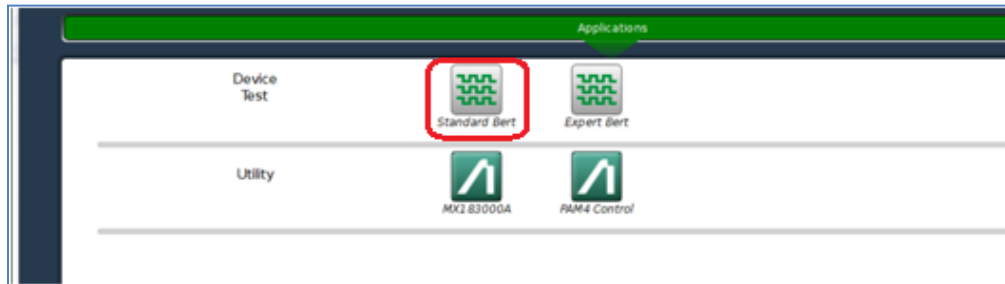 Applications
Device
Test
Standard Bert
Expert Bert
Utility
MX183000A
PAM4 Control